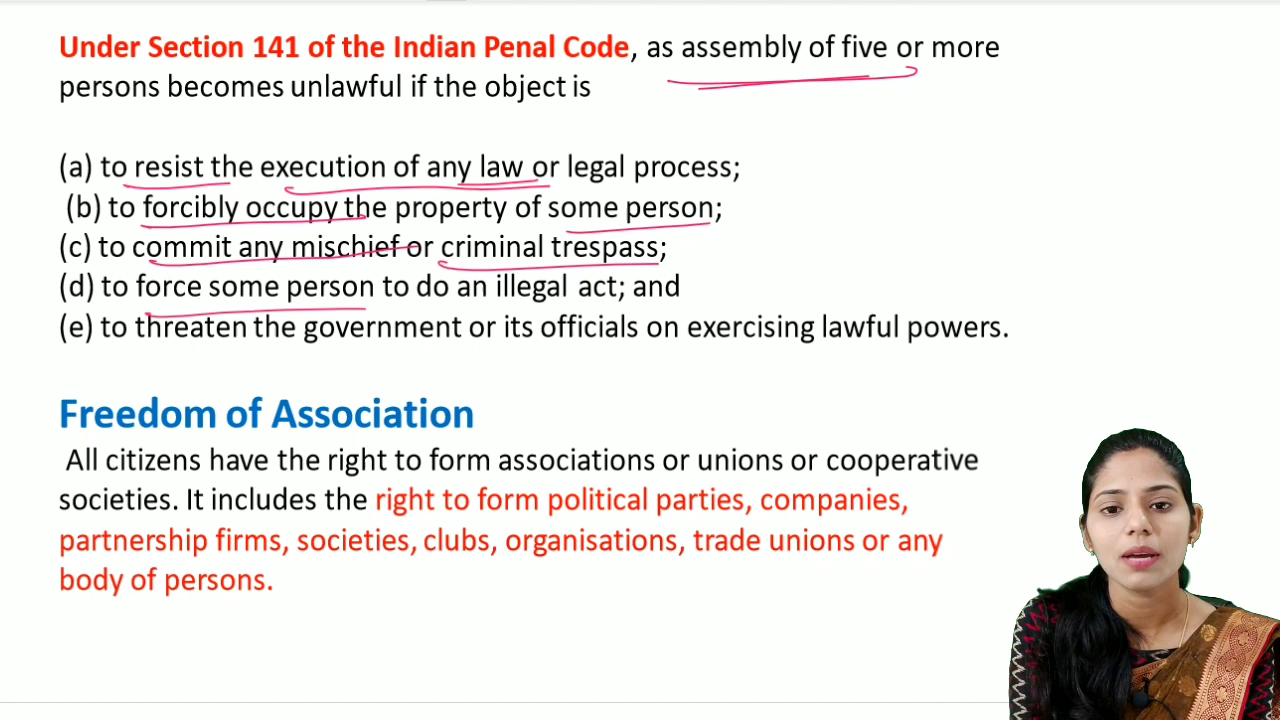 Under Section 141 of the Indian Penal Code, as assembly of five or more
persons becomes unlawful if the object is
(a) to resist the execution of any law or legal process;
(b) to forcibly occupy the property of some person;
(c) to commit any mischief or criminal trespass;
(d) to force some person to do an illegal act; and
(e) to threaten the government or its officials on exercising lawful powers.
Freedom of Association
All citizens have the right to form associations or unions or cooperative
societies. It includes the right to form political parties, companies,
partnership firms, societies, clubs, organisations, trade unions or any
body of persons.